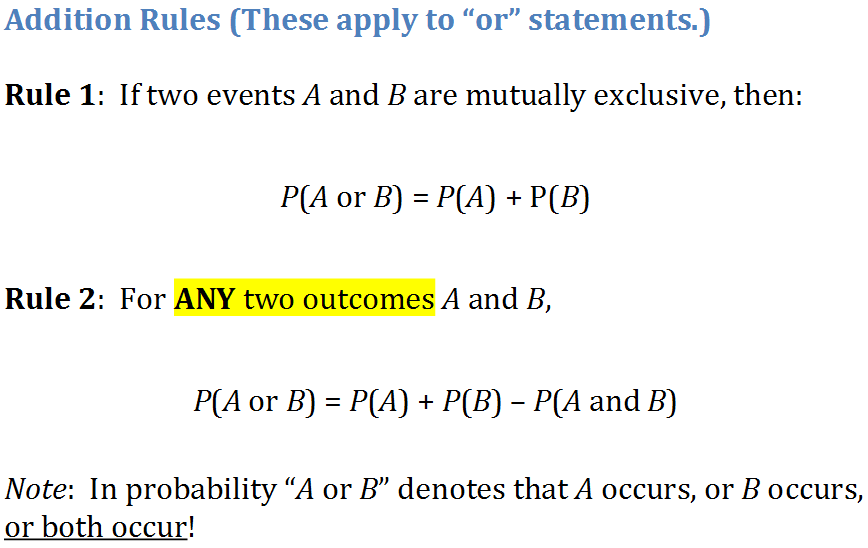 Addition Rules (These apply to “or” statements.)
Rule 1:  If two events A and B are mutually exclusive, then:
P(A or B) = P(A) + P(B)
Rule 2:  For ANY two outcomes A and B,
P(A or B) = P(A) + P(B) – P(A and B)
Note:  In probability “A or B” denotes that A occurs, or B occurs,
or both occur!